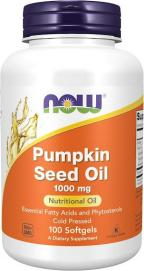 NOW
Pumpkin
Seed Oil
1000 mg
Nutritional Oil
Essential Fatty Acids and Phytosterols
Cold Pressed
100 Softgels
A Dietary Supplement